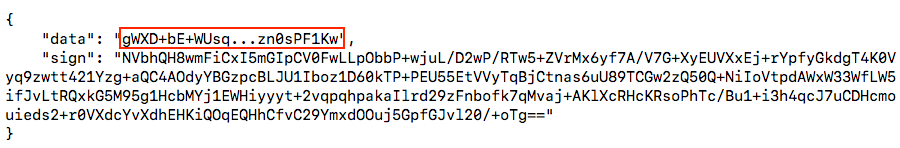 {
"data": "gWXD+bE+WUsq...zn0sPF1Kw",
"sign": "NVbhQH8wmFiCxI5mGIpCV0FwLLpObbP+wjuL/D2wP/RTw5+ZVrMx6yf7A/V7G+XyEUVXxEj+rYpfyGkdgT4K0V
yq9zwtt421Yzg+aQC4AOdyYBGzpcBLJU1Iboz1D60kTP+PEU55EtVVyTqBjCtnas6uU89TCGw2zQ50Q+NiIoVtpdAWxW33WfLW5
ifJvLtRQxkG5M95g1HcbMYj1EWHiyyyt+2vqpqhpakaIlrd29zFnbofk7qMvaj+AKlXcRHcKRsoPhTc/Bu1+i3h4qcJ7uCDHcmo
uieds2+r0VXdcYvXdhEHKiQOqEQHhCfvC29YmxdOOuj5GpfGJvl20/+oTg=="
}